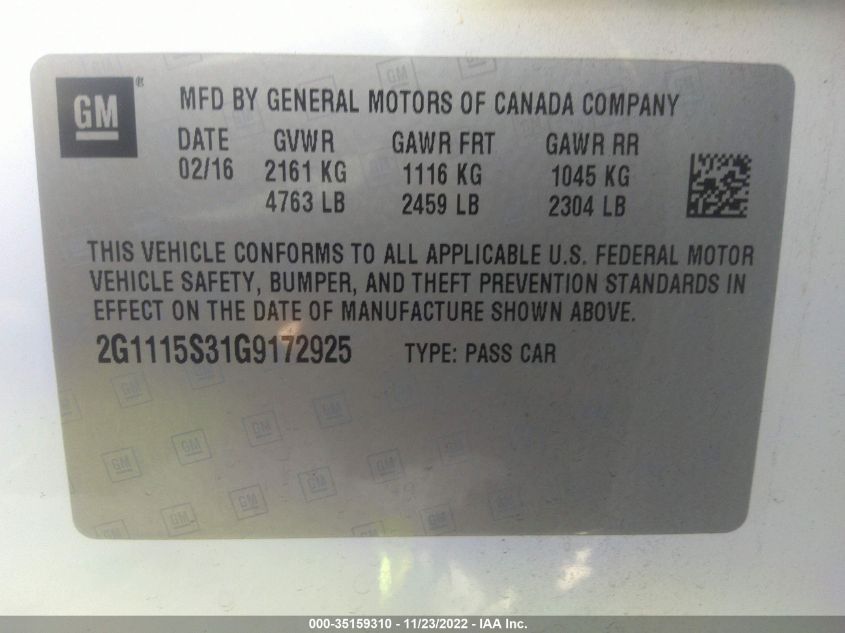 GM ®
MFD BY GENERAL MOTORS OF CANADA COMPANY
DATE GVWR GAWR FRT GAWR RR
02/16 2161 KG 1116 KG 1045 KG
4763 LB 2459 LB 2304 LB
THIS VEHICLE CONFORMS TO ALL APPLICABLE U.S. FEDERAL MOTOR
VEHICLE SAFETY, BUMPER, AND THEFT PREVENTION STANDARDS IN
EFFECT ON THE DATE OF MANUFACTURE SHOWN ABOVE.
2G1115S31G9172925 TYPE: PASS CAR
000-35159310 - 11/23/2022 - IAA Inc.